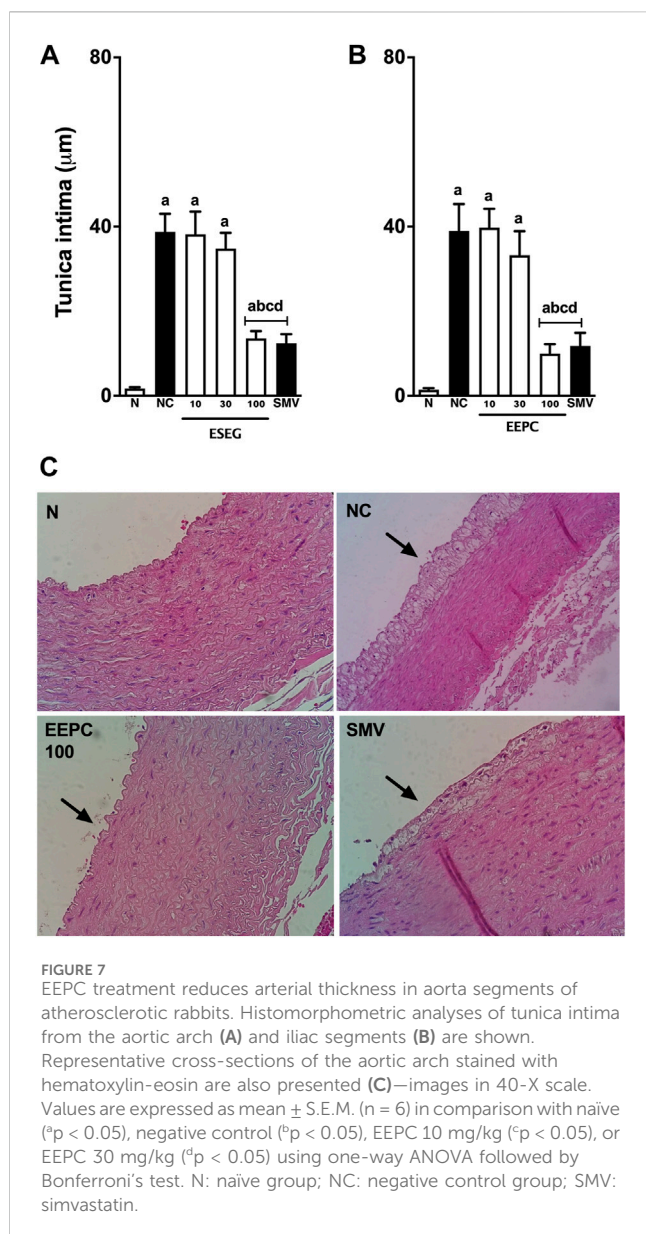 A
B
80
40
0
Tunica intima (μm)
a
a
a
abcd
N
NC
10
30
100
SMV
ESEG
80
40
0
a
a
a
abcd
N
NC
10
30
100
SMV
EEPC
C
N
NC
EEPC
100
SMV
FIGURE 7
EEPC treatment reduces arterial thickness in aorta segments of
atherosclerotic rabbits. Histomorphometric analyses of tunica intima
from the aortic arch (A) and iliac segments (B) are shown.
Representative cross-sections of the aortic arch stained with
hematoxylin-eosin are also presented (C)—images in 40-X scale.
Values are expressed as mean ± S.E.M. (n = 6) in comparison with naïve
(ᵃp < 0.05), negative control (ᵇp < 0.05), EEPC 10 mg/kg (ᶜp < 0.05), or
EEPC 30 mg/kg (ᵈp < 0.05) using one-way ANOVA followed by
Bonferroni’s test. N: naïve group; NC: negative control group; SMV:
simvastatin.